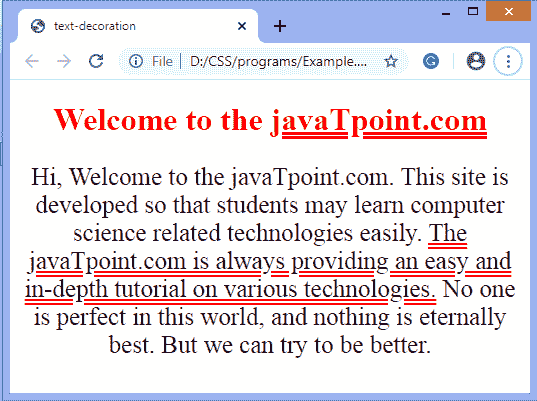 text-decoration
File D:/CSS/programs/Example....
Welcome to the javaTpoint.com
Hi, Welcome to the javaTpoint.com. This site is
developed so that students may learn computer
science related technologies easily. The
javaTpoint.com is always providing an easy and
in-depth tutorial on various technologies. No one
is perfect in this world, and nothing is eternally
best. But we can try to be better.